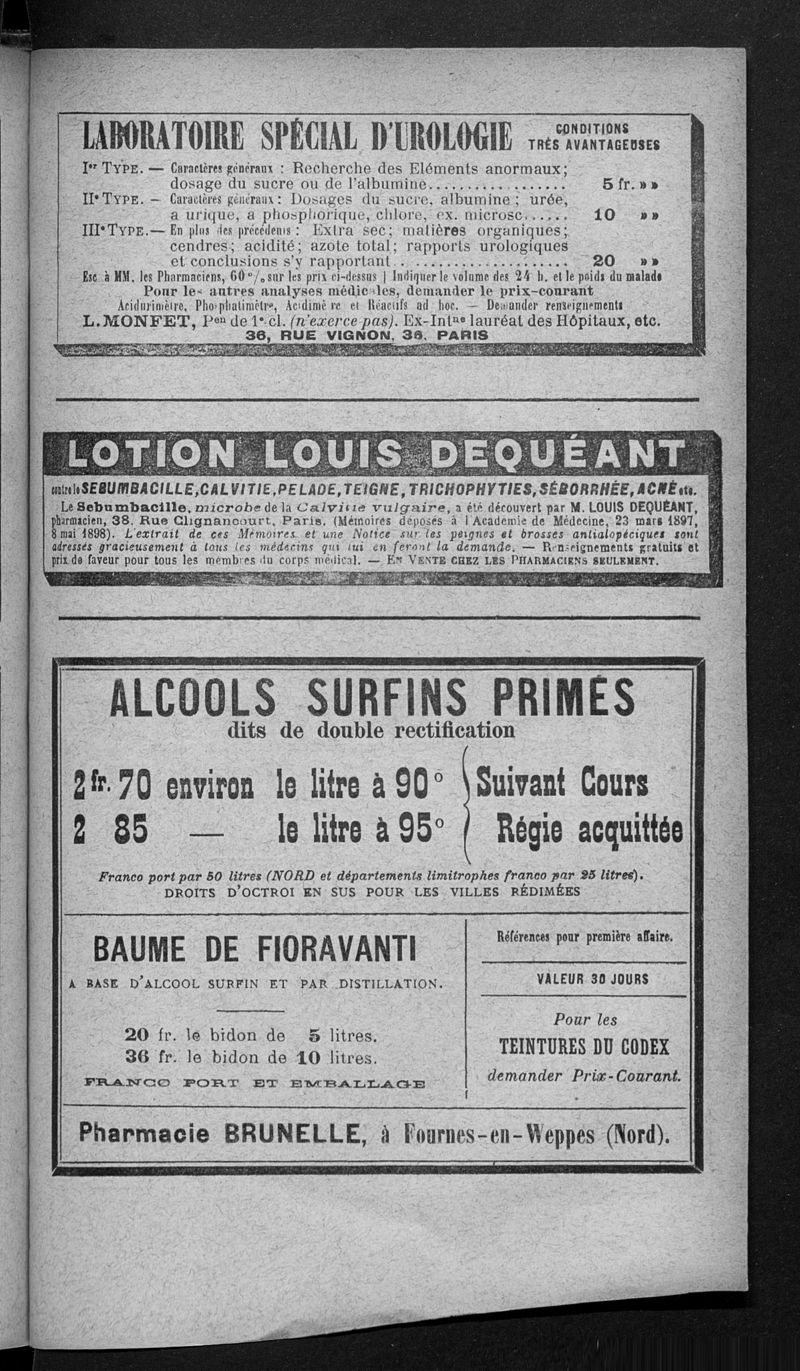 LABORATOIRE SPÉCIAL D'UROLOGIE CONDITIONS TRÈS AVANTAGEUSES
Iᵉʳ TYPE. — Caractères généraux : Recherche des Eléments anormaux;
dosage du sucre ou de l'albumine................. 5 fr. » »
IIᵉ TYPE. — Caractères généraux : Dosages du sucre, albumine ; urée,
a urique, a phosphorique, chlore, ex. microsc...... 10 » »
IIIᵉ TYPE.— En plus des précédents : Extra sec; matières organiques;
cendres; acidité; azote total; rapports urologiques
et conclusions s'y rapportant ..................... 20 » »
Esc à MM. les Pharmaciens, 60 % sur les prix ci-dessus | Indiquer le volume des 24 h. et le poids du malade
Pour les autres analyses médicales, demander le prix-courant
Acidurimètre, Phosphatimètre, Acidimètre et Réactifs ad hoc. — Demander renseignements
L. MONFET, Pᵉⁿ de 1ᵉ cl. (n'exerce pas). Ex-Intⁿᵉ lauréat des Hôpitaux, etc.
36, RUE VIGNON, 36, PARIS
LOTION LOUIS DEQUÉANT
contre le SEBUMBACILLE, CALVITIE, PELADE, TEIGNE, TRICHOPHYTIES, SÉBORRHÉE, ACNÉ etc.
Le Sebumbacille, microbe de la Calvitie vulgaire, a été découvert par M. LOUIS DEQUÉANT,
pharmacien, 38, Rue Clignancourt, Paris. (Mémoires déposés à l'Académie de Médecine, 23 mars 1897,
8 mai 1898). L'extrait de ces Mémoires et une Notice sur les peignes et brosses antialopéciques sont
adressés gracieusement à tous les médecins qui lui en feront la demande. — Renseignements gratuits et
prix de faveur pour tous les membres du corps médical. — EN VENTE CHEZ LES PHARMACIENS SEULEMENT.
ALCOOLS SURFINS PRIMÉS
dits de double rectification
2 fr. 70 environ le litre à 90° Suivant Cours
2 85 — le litre à 95° Régie acquittée
Franco port par 50 litres (NORD et départements limitrophes franco par 25 litres).
DROITS D'OCTROI EN SUS POUR LES VILLES RÉDIMÉES
BAUME DE FIORAVANTI
A BASE D'ALCOOL SURFIN ET PAR DISTILLATION.
20 fr. le bidon de 5 litres.
36 fr. le bidon de 10 litres.
FRANCO PORT ET EMBALLAGE
Références pour première affaire.
VALEUR 30 JOURS
Pour les
TEINTURES DU CODEX
demander Prix-Courant.
Pharmacie BRUNELLE, à Fournes-en-Weppes (Nord).